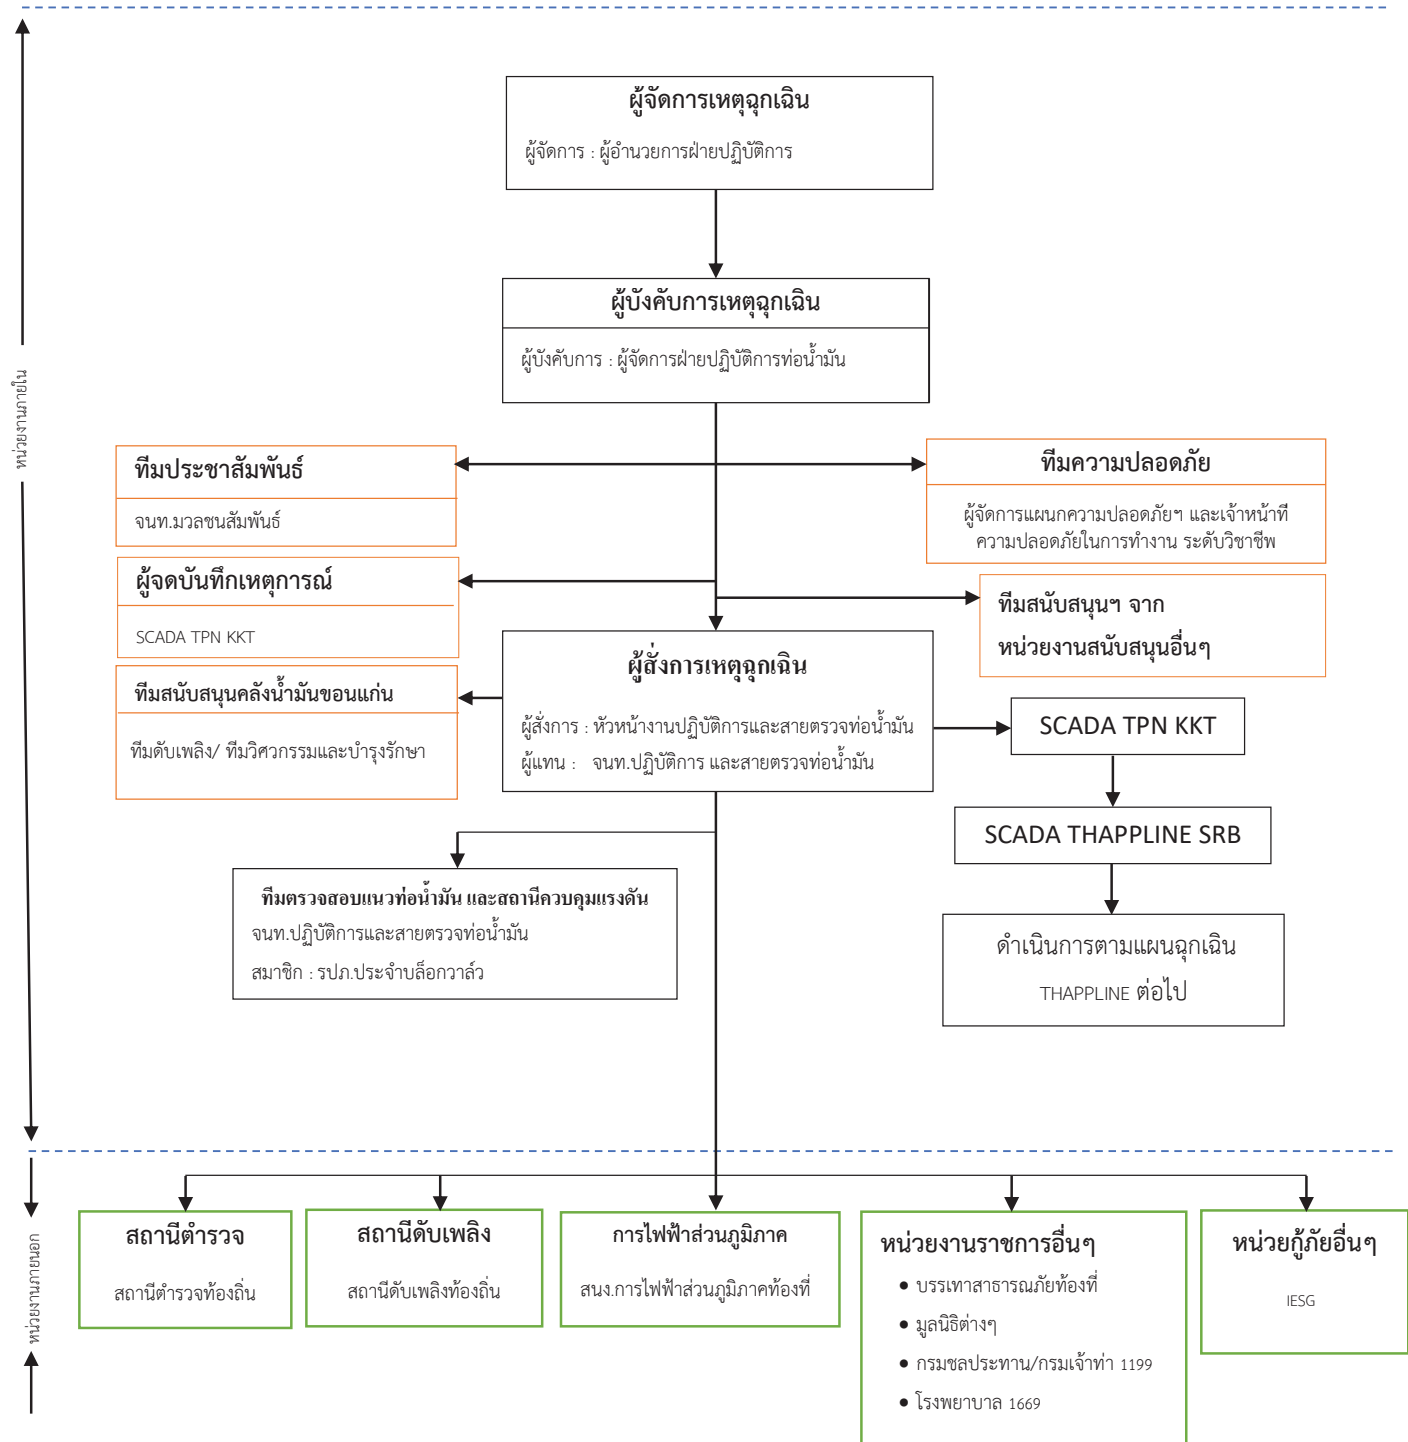 ผู้จัดการเหตุฉุกเฉิน
ผู้จัดการ : ผู้อำนวยการฝ่ายปฏิบัติการ
ผู้บังคับการเหตุฉุกเฉิน
ผู้บังคับการ : ผู้จัดการฝ่ายปฏิบัติการท่อน้ำมัน
หน่วยงานภายใน
ทีมประชาสัมพันธ์
จนท.มวลชนสัมพันธ์
ทีมความปลอดภัย
ผู้จัดการแผนกความปลอดภัยฯ และเจ้าหน้าที
ความปลอดภัยในการทำงาน ระดับวิชาชีพ
ผู้จดบันทึกเหตุการณ์
SCADA TPN KKT
ทีมสนับสนุนฯ จาก
หน่วยงานสนับสนุนอื่นๆ
ทีมสนับสนุนคลังน้ำมันขอนแก่น
ทีมดับเพลิง/ ทีมวิศวกรรมและบำรุงรักษา
ผู้สั่งการเหตุฉุกเฉิน
ผู้สั่งการ : หัวหน้างานปฏิบัติการและสายตรวจท่อน้ำมัน
ผู้แทน : จนท.ปฏิบัติการ และสายตรวจท่อน้ำมัน
SCADA TPN KKT
SCADA THAPPLINE SRB
ดำเนินการตามแผนฉุกเฉิน
THAPPLINE ต่อไป
ทีมตรวจสอบแนวท่อน้ำมัน และสถานีควบคุมแรงดัน
จนท.ปฏิบัติการและสายตรวจท่อน้ำมัน
สมาชิก : รปภ.ประจำบล็อกวาล์ว
หน่วยงานภายนอก
สถานีตำรวจ
สถานีตำรวจท้องถิ่น
สถานีดับเพลิง
สถานีดับเพลิงท้องถิ่น
การไฟฟ้าส่วนภูมิภาค
สนง.การไฟฟ้าส่วนภูมิภาคท้องที่
หน่วยงานราชการอื่นๆ
● บรรเทาสาธารณภัยท้องที่
● มูลนิธิต่างๆ
● กรมชลประทาน/กรมเจ้าท่า 1199
● โรงพยาบาล 1669
หน่วยกู้ภัยอื่นๆ
IESG